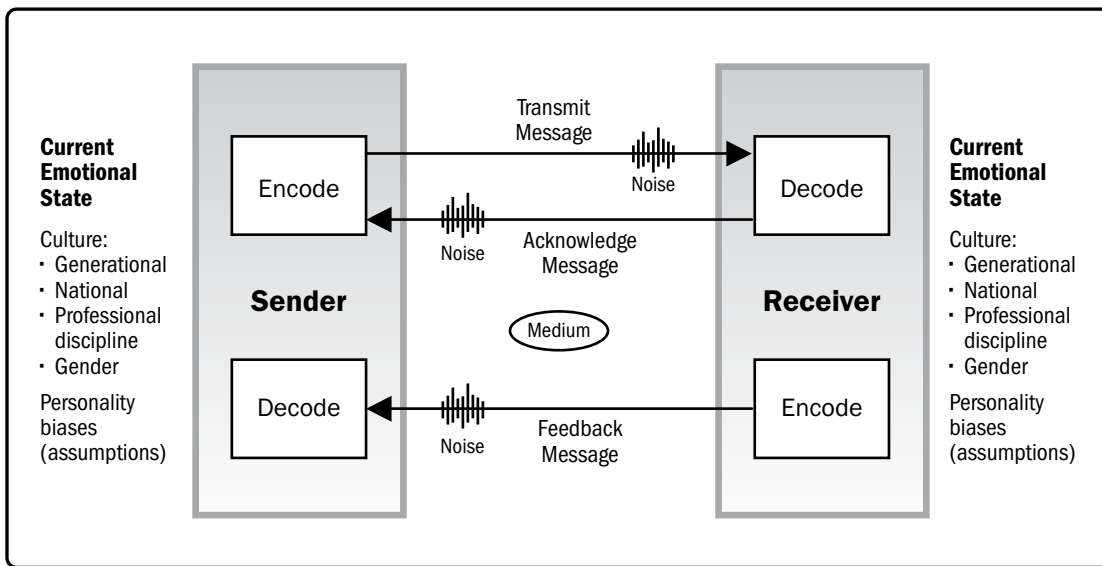 Current
Emotional
State
Culture:
· Generational
· National
· Professional
discipline
· Gender
Personality
biases
(assumptions)
Encode
Sender
Decode
Transmit
Message
Noise
Noise
Acknowledge
Message
Medium
Noise
Feedback
Message
Decode
Receiver
Encode
Current
Emotional
State
Culture:
· Generational
· National
· Professional
discipline
· Gender
Personality
biases
(assumptions)